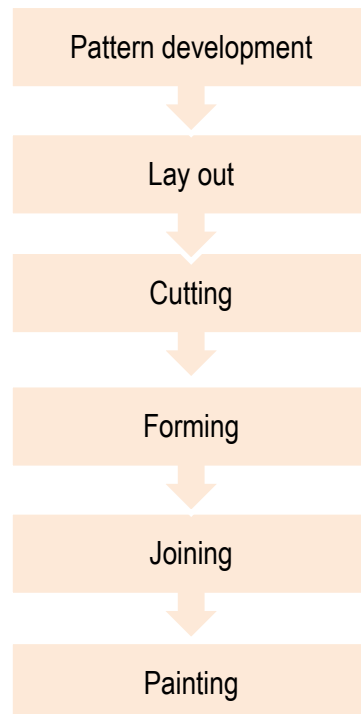 Pattern development
Lay out
Cutting
Forming
Joining
Painting